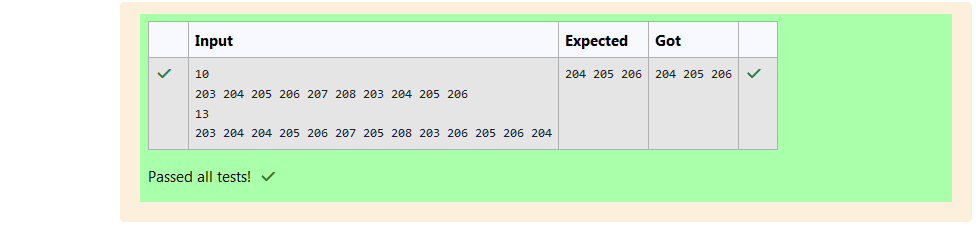 Input Expected Got
10 204 205 206 204 205 206
203 204 205 206 207 208 203 204 205 206
13
203 204 204 205 206 207 205 208 203 206 205 206 204
Passed all tests!